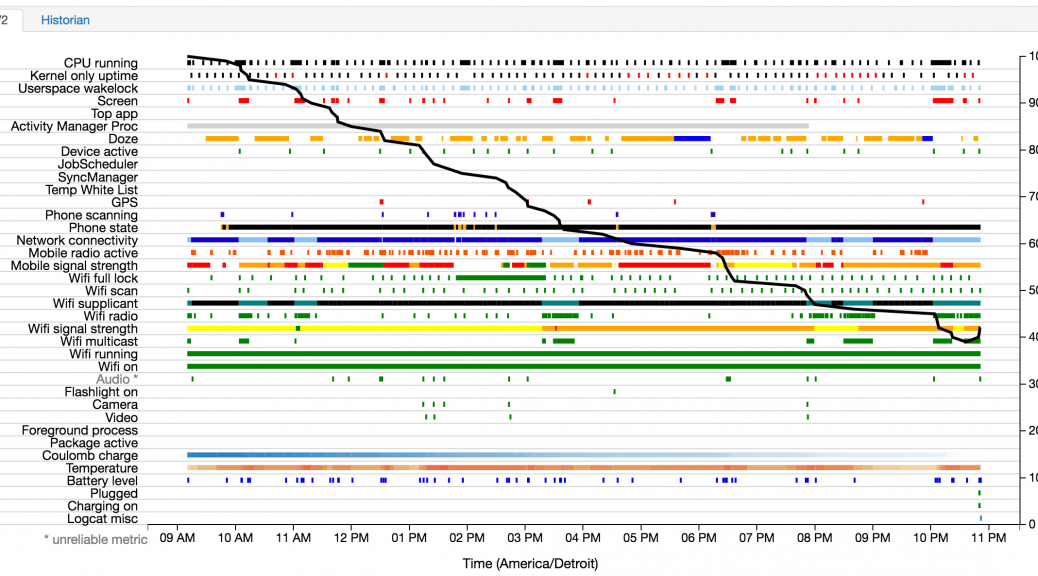 /2
Historian
CPU running
Kernel only uptime
Userspace wakelock
Screen
Top app
Activity Manager Proc
Doze
Device active
JobScheduler
SyncManager
Temp White List
GPS
Phone scanning
Phone state
Network connectivity
Mobile radio active
Mobile signal strength
Wifi full lock
Wifi scan
Wifi supplicant
Wifi radio
Wifi signal strength
Wifi multicast
Wifi running
Wifi on
Audio *
Flashlight on
Camera
Video
Foreground process
Package active
Coulomb charge
Temperature
Battery level
Plugged
Charging on
Logcat misc
* unreliable metric
10
90
80
70
60
50
40
30
20
10
0
09 AM 10 AM 11 AM 12 PM 01 PM 02 PM 03 PM 04 PM 05 PM 06 PM 07 PM 08 PM 09 PM 10 PM 11 PM
Time (America/Detroit)